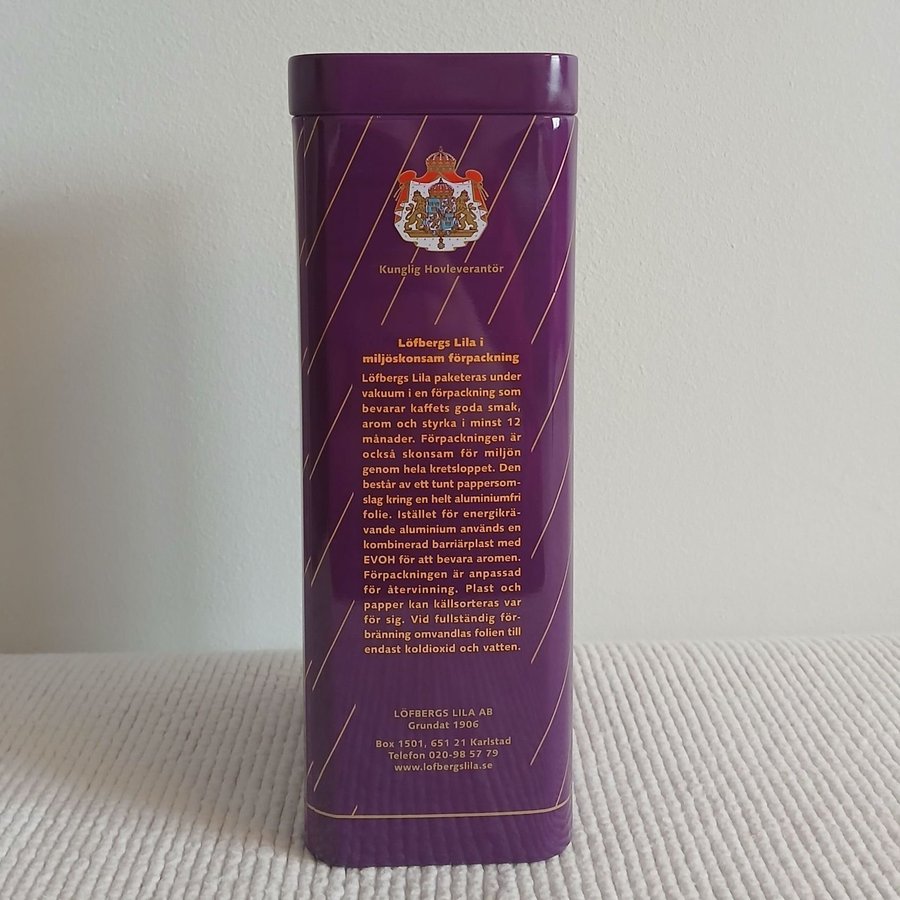 Kunglig Hovleverantör
Löfbergs Lila i
miljöskonsam förpackning
Löfbergs Lila paketeras under
vakuum i en förpackning som
bevarar kaffets goda smak,
arom och styrka i minst 12
månader. Förpackningen är
också skonsam för miljön
genom hela kretsloppet. Den
består av ett tunt pappersom-
slag kring en helt aluminiumfri
folie. Istället för energikrä-
vande aluminium används en
kombinerad barriärplast med
EVOH för att bevara aromen.
Förpackningen är anpassad
för återvinning. Plast och
papper kan källsorteras var
för sig. Vid fullständig för-
bränning omvandlas folien till
endast koldioxid och vatten.
LÖFBERGS LILA AB
Grundat 1906
Box 1501, 651 21 Karlstad
Telefon 020-98 57 79
www.lofbergslila.se